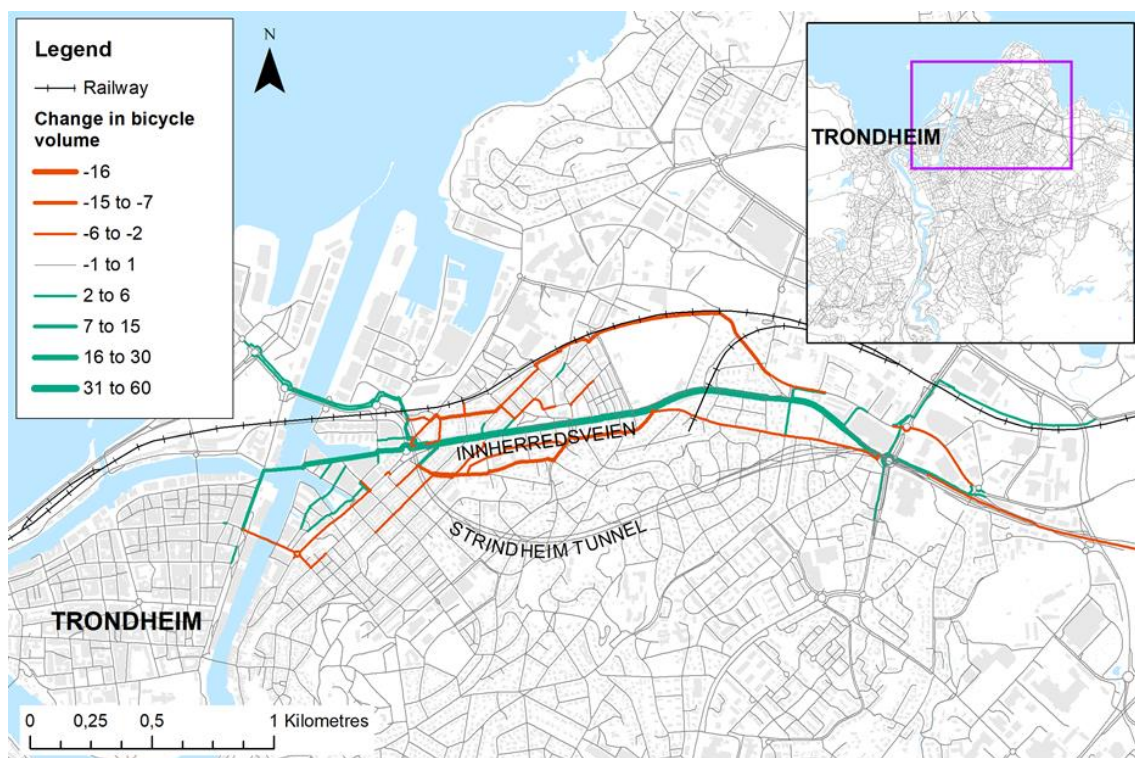 Legend
Railway
Change in bicycle
volume
-16
-15 to -7
-6 to -2
-1 to 1
2 to 6
7 to 15
16 to 30
31 to 60
N
TRONDHEIM
INNHERREDSVEIEN
STRINDHEIM TUNNEL
TRONDHEIM
0 0,25 0,5 1 Kilometres